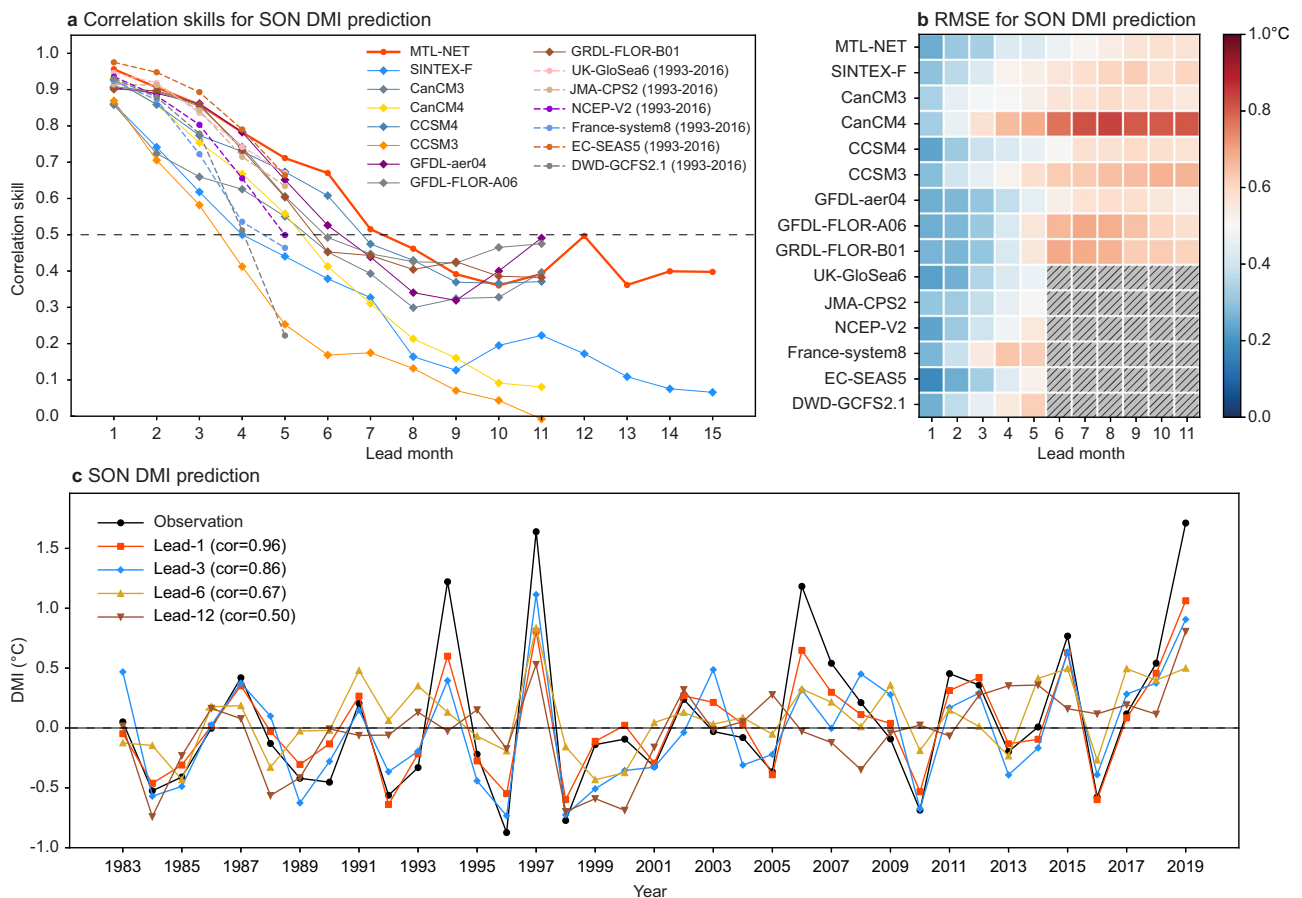 a Correlation skills for SON DMI prediction
Correlation skill
1.0
0.9
0.8
0.7
0.6
0.5
0.4
0.3
0.2
0.1
0.0
MTL-NET
SINTEX-F
CanCM3
CanCM4
CCSM4
CCSM3
GFDL-aer04
GFDL-FLOR-A06
GRDL-FLOR-B01
UK-GloSea6 (1993-2016)
JMA-CPS2 (1993-2016)
NCEP-V2 (1993-2016)
France-system8 (1993-2016)
EC-SEAS5 (1993-2016)
DWD-GCFS2.1 (1993-2016)
1 2 3 4 5 6 7 8 9 10 11 12 13 14 15
Lead month
b RMSE for SON DMI prediction
MTL-NET
SINTEX-F
CanCM3
CanCM4
CCSM4
CCSM3
GFDL-aer04
GFDL-FLOR-A06
GRDL-FLOR-B01
UK-GloSea6
JMA-CPS2
NCEP-V2
France-system8
EC-SEAS5
DWD-GCFS2.1
1 2 3 4 5 6 7 8 9 10 11
Lead month
1.0°C
0.8
0.6
0.4
0.2
0.0
c SON DMI prediction
DMI (°C)
1.5
1.0
0.5
0.0
-0.5
-1.0
Observation
Lead-1 (cor=0.96)
Lead-3 (cor=0.86)
Lead-6 (cor=0.67)
Lead-12 (cor=0.50)
1983 1985 1987 1989 1991 1993 1995 1997 1999 2001 2003 2005 2007 2009 2011 2013 2015 2017 2019
Year